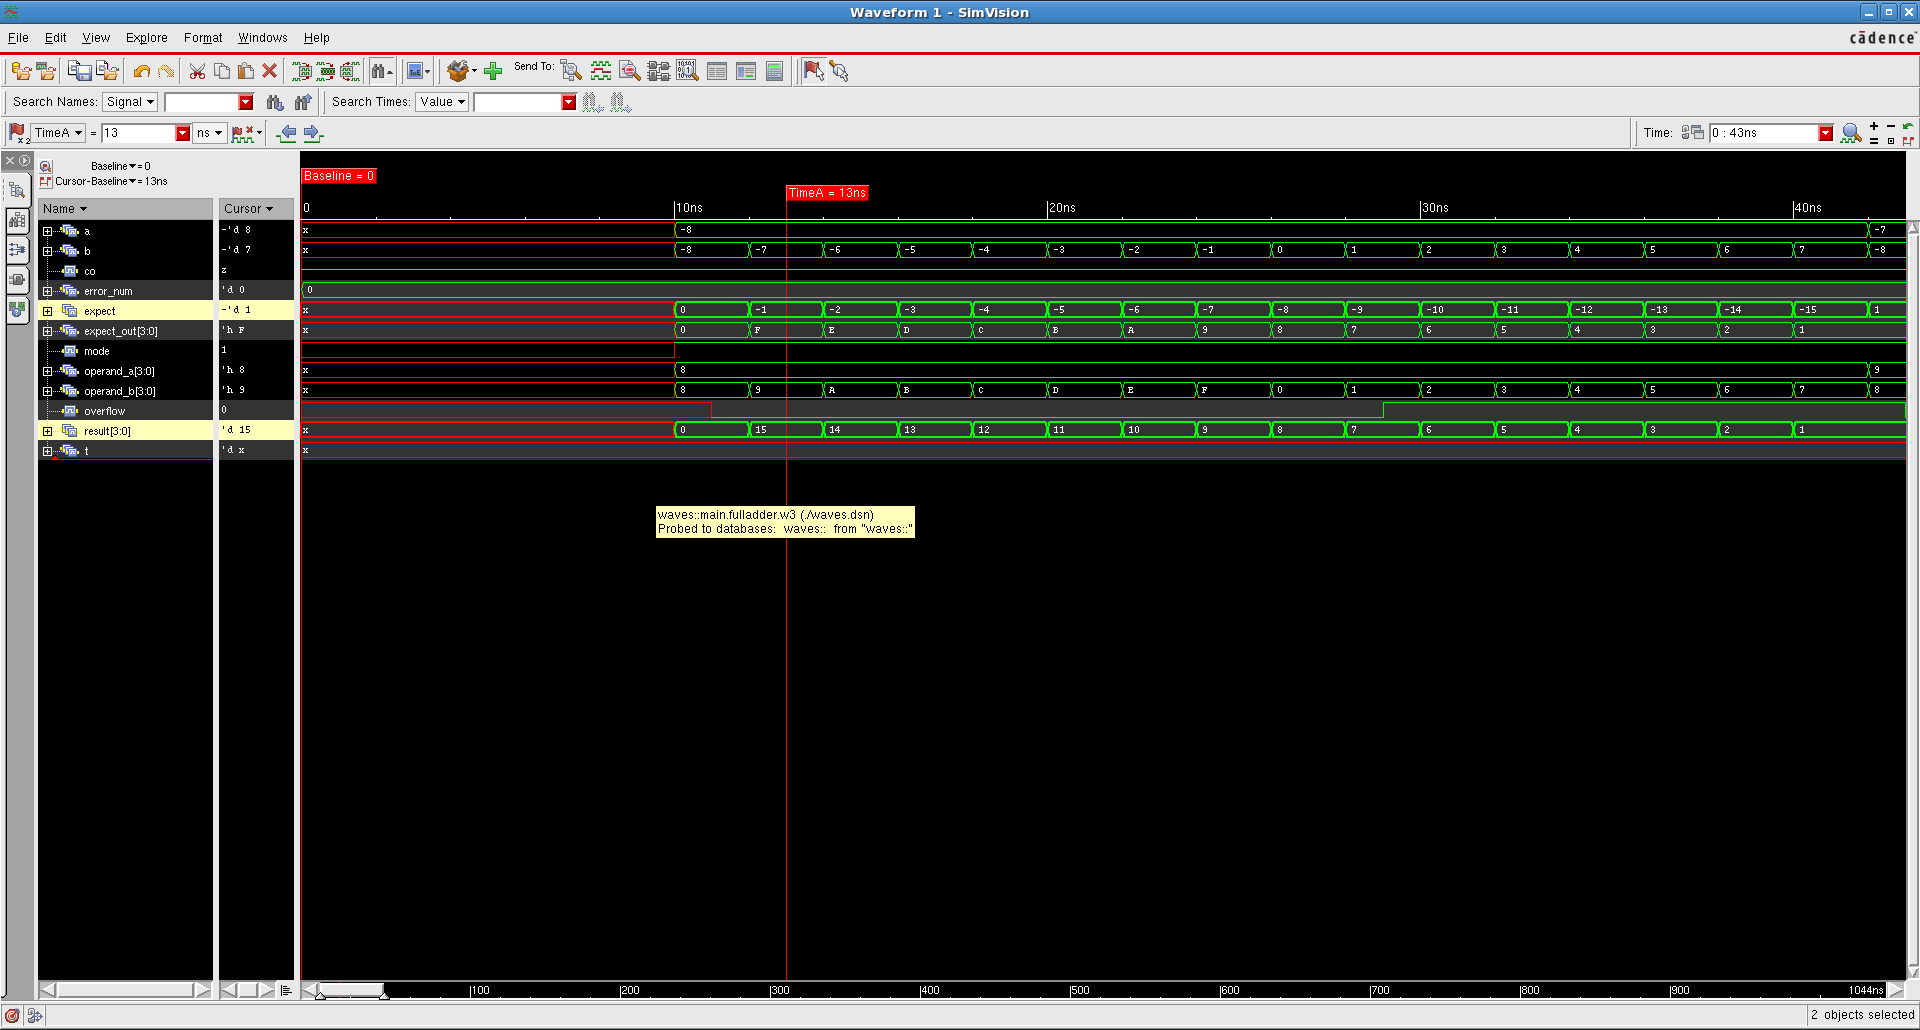 Waveform 1 - SimVision
File Edit View Explore Format Windows Help
cādence
Send To:
Search Names: Signal Search Times: Value
TimeA = 13 ns Time: 0 : 43ns
Baseline = 0
Cursor-Baseline = 13ns
Baseline = 0
TimeA = 13ns
Name Cursor 0 10ns 20ns 30ns 40ns
a -'d 8 x -8 -7
b -'d 7 x -8 -7 -6 -5 -4 -3 -2 -1 0 1 2 3 4 5 6 7 -8
co z
error_num 'd 0 0
expect -'d 1 x 0 -1 -2 -3 -4 -5 -6 -7 -8 -9 -10 -11 -12 -13 -14 -15 1
expect_out[3:0] 'h F x 0 F E D C B A 9 8 7 6 5 4 3 2 1
mode 1
operand_a[3:0] 'h 8 x 8 9
operand_b[3:0] 'h 9 x 8 9 A B C D E F 0 1 2 3 4 5 6 7 8
overflow 0
result[3:0] 'd 15 x 0 15 14 13 12 11 10 9 8 7 6 5 4 3 2 1
t 'd x x
waves::main.fulladder.w3 (./waves.dsn)
Probed to databases: waves:: from "waves::"
100 200 300 400 500 600 700 800 900 1044ns
2 objects selected